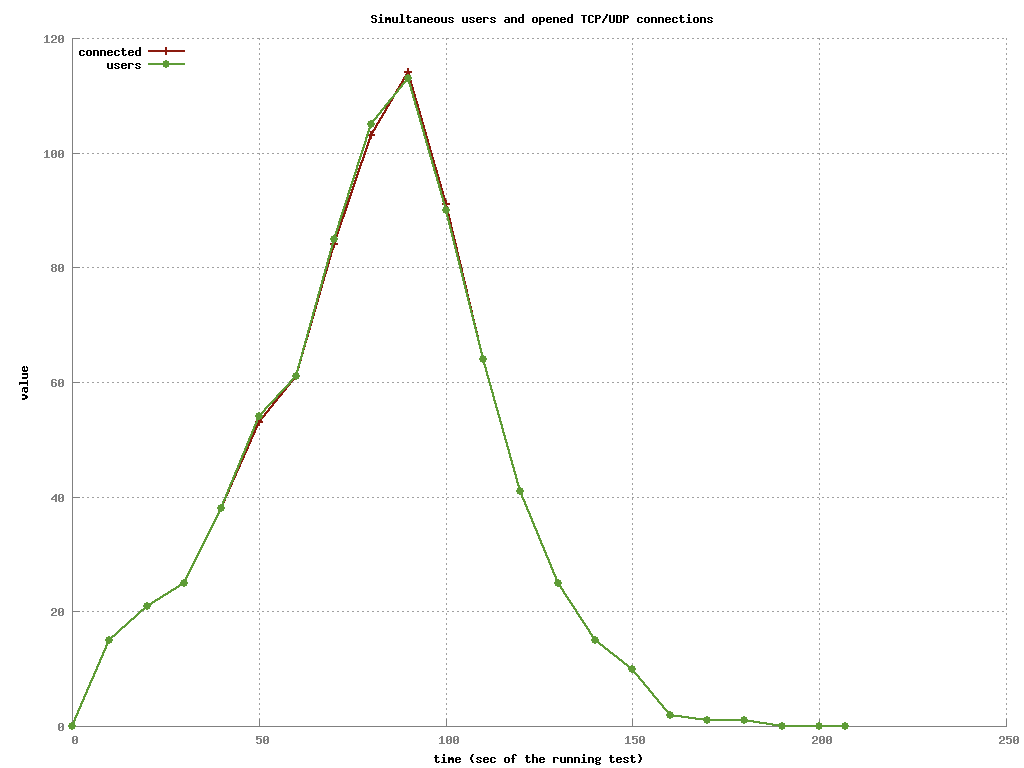 Simultaneous users and opened TCP/UDP connections
120
connected
users
100
80
value
60
40
20
0
0 50 100 150 200 250
time (sec of the running test)